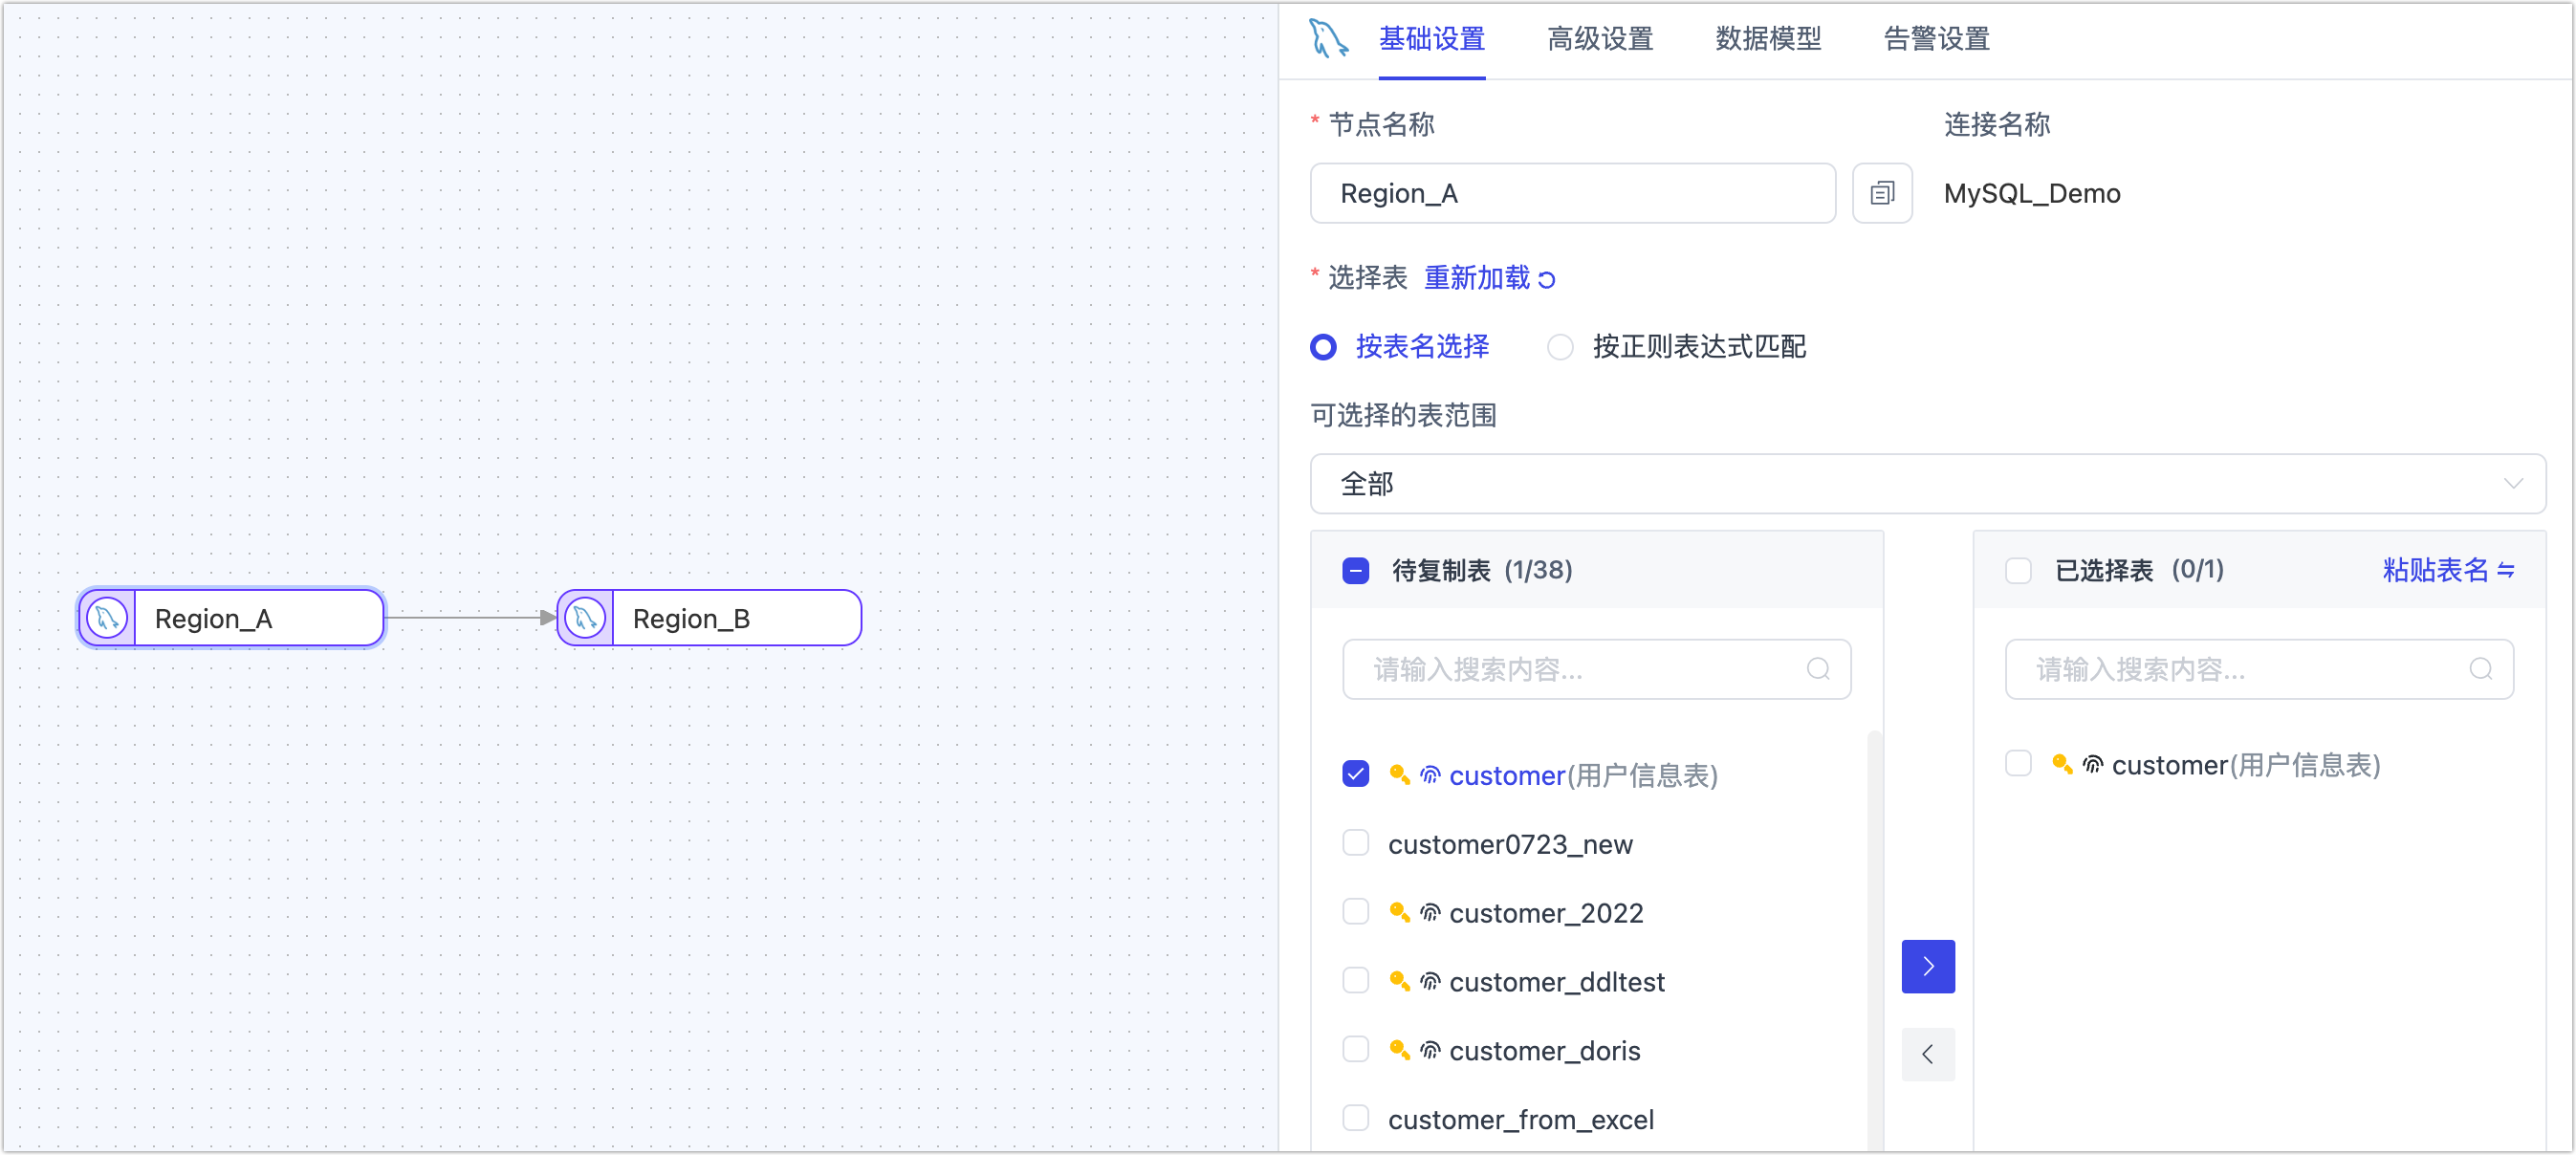 基础设置 高级设置 数据模型 告警设置
* 节点名称 连接名称
Region_A MySQL_Demo
* 选择表 重新加载
按表名选择 按正则表达式匹配
可选择的表范围
全部
待复制表 (1/38) 已选择表 (0/1) 粘贴表名
Region_A Region_B
请输入搜索内容... 请输入搜索内容...
customer(用户信息表) customer(用户信息表)
customer0723_new
customer_2022
customer_ddltest
customer_doris
customer_from_excel